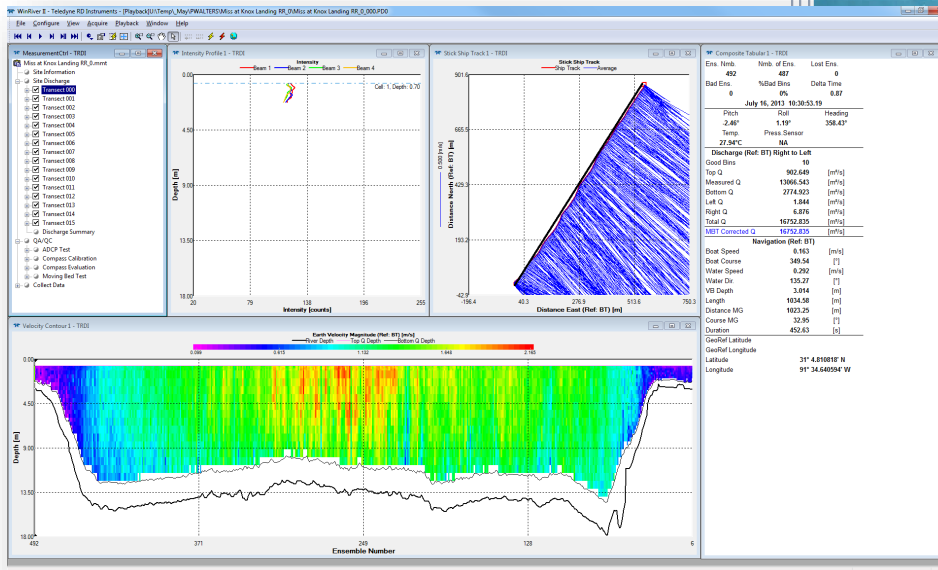 WinRiver II - Teledyne RD Instruments - [Playback]U:\Temp\_May\PWALTERS\Miss at Knox Landing RR_0\Miss at Knox Landing RR_0_000.PD0
File Configure View Acquire Playback Window Help
MeasurementCtrl - TRDI
Miss at Knox Landing RR_0.mmt
Site Information
Site Discharge
Transect 000
Transect 001
Transect 002
Transect 003
Transect 004
Transect 005
Transect 006
Transect 007
Transect 008
Transect 009
Transect 010
Transect 011
Transect 012
Transect 013
Transect 014
Transect 015
Discharge Summary
QA/QC
ADCP Test
Compass Calibration
Compass Evaluation
Moving Bed Test
Collect Data
Intensity Profile 1 - TRDI
Intensity
Beam 1 Beam 2 Beam 3 Beam 4
Cell: 1, Depth: 0.70
0.00
4.50
9.00
13.50
18.00
Depth [m]
20 79 138 196 255
Intensity [counts]
Stick Ship Track 1 - TRDI
Stick Ship Track
Ship Track Average
901.6
665.5
429.3
193.2
-42.9
0.500 [m/s]
Distance North (Ref: BT) [m]
-196.4 40.3 276.9 513.6 750.3
Distance East (Ref: BT) [m]
Composite Tabular 1 - TRDI
Ens. Nmb. Nmb. of Ens. Lost Ens.
492 487 0
Bad Ens. %Bad Bins Delta Time
0 0% 0.87
July 16, 2013 10:30:53.19
Pitch Roll Heading
-2.46° 1.19° 358.43°
Temp. Press.Sensor
27.94°C NA
Discharge (Ref: BT) Right to Left
Good Bins 10
Top Q 902.649 [m³/s]
Measured Q 13066.543 [m³/s]
Bottom Q 2774.923 [m³/s]
Left Q 1.844 [m³/s]
Right Q 6.876 [m³/s]
Total Q 16752.835 [m³/s]
MBT Corrected Q 16752.835 [m³/s]
Navigation (Ref: BT)
Boat Speed 0.163 [m/s]
Boat Course 349.54 [°]
Water Speed 0.292 [m/s]
Water Dir. 135.27 [°]
VB Depth 3.014 [m]
Length 1034.58 [m]
Distance MG 1023.25 [m]
Course MG 32.95 [°]
Duration 452.63 [s]
GeoRef Latitude
GeoRef Longitude
Latitude 31° 4.810818' N
Longitude 91° 34.640594' W
Velocity Contour 1 - TRDI
Earth Velocity Magnitude (Ref: BT) [m/s]
River Depth Top Q Depth Bottom Q Depth
0.615 1.132 1.648 2.163
0.00
4.50
9.00
13.50
18.00
Depth [m]
492 371 249 128 6
Ensemble Number